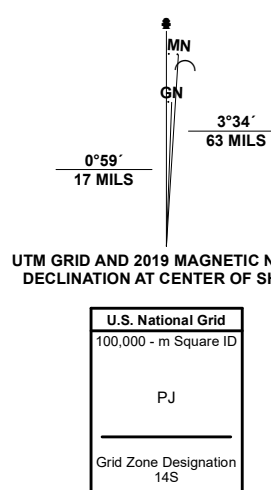 MN
GN
3°34´
63 MILS
0°59´
17 MILS
UTM GRID AND 2019 MAGNETIC N
DECLINATION AT CENTER OF SH
U.S. National Grid
100,000 - m Square ID
PJ
Grid Zone Designation
14S